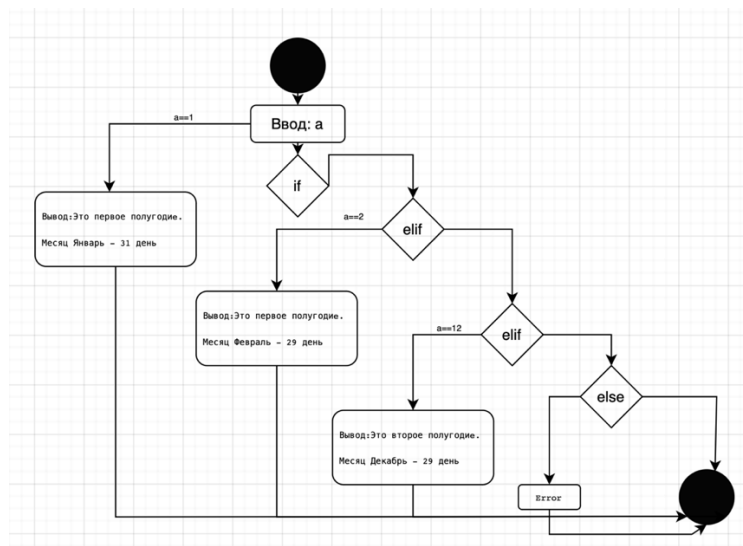 a==1
Ввод: a
if
Вывод:Это первое полугодие.
Месяц Январь – 31 день
a==2
elif
Вывод:Это первое полугодие.
Месяц Февраль – 29 день
a==12
elif
else
Вывод:Это второе полугодие.
Месяц Декабрь – 29 день
Error